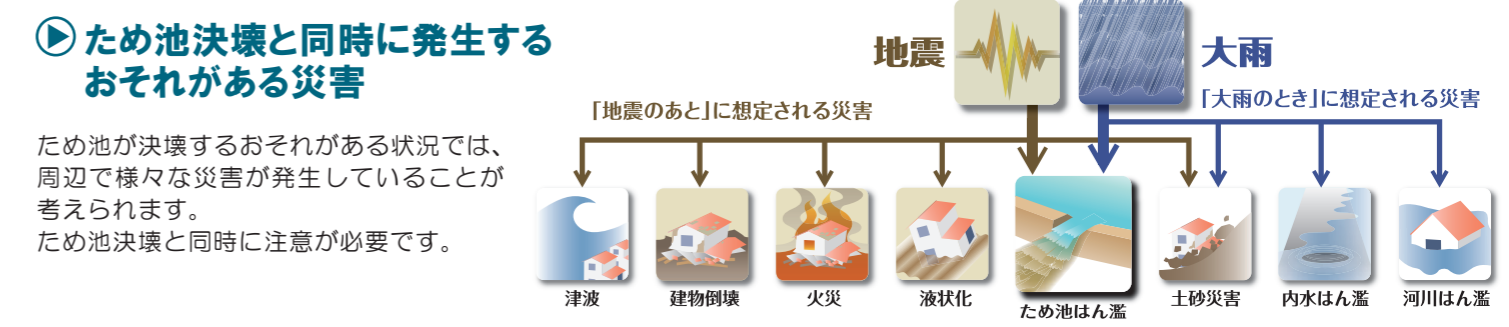 ため池決壊と同時に発生する
おそれがある災害
ため池が決壊するおそれがある状況では、
周辺で様々な災害が発生していることが
考えられます。
ため池決壊と同時に注意が必要です。
地震
大雨
「地震のあと」に想定される災害
「大雨のとき」に想定される災害
津波
建物倒壊
火災
液状化
ため池はん濫
土砂災害
内水はん濫
河川はん濫